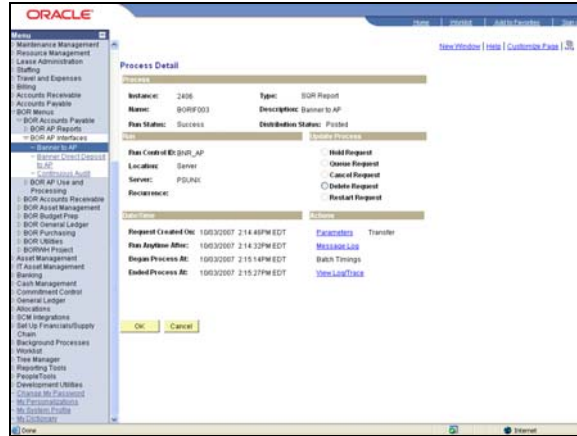 ORACLE
Home | Worklist | Add to Favorites | Sign
Menu
Maintenance Management
Resource Management
Lease Administration
Staffing
Travel and Expenses
Billing
Accounts Receivable
Accounts Payable
BOR Menus
BOR Accounts Payable
BOR AP Reports
BOR AP Interfaces
Banner to AP
Banner Direct Deposit
to AP
Continuous Audit
BOR AP Use and
Processing
BOR Accounts Receivable
BOR Asset Management
BOR Budget Prep
BOR General Ledger
BOR Purchasing
BOR Utilities
BORWH Project
Asset Management
IT Asset Management
Banking
Cash Management
Commitment Control
General Ledger
Allocations
SCM Integrations
Set Up Financials/Supply
Chain
Background Processes
Worklist
Tree Manager
Reporting Tools
PeopleTools
Development Utilities
Change My Password
My Personalizations
My System Profile
My Dictionary
New Window | Help | Customize Page |
Process Detail
Process
Instance: 2406 Type: SQR Report
Name: BORIF003 Description: Banner to AP
Run Status: Success Distribution Status: Posted
Run Update Process
Run Control ID: BNR_AP Hold Request
Location: Server Queue Request
Server: PSUNX Cancel Request
Recurrence: Delete Request
Restart Request
Date/Time Actions
Request Created On: 10/03/2007 2:14:46PM EDT Parameters Transfer
Run Anytime After: 10/03/2007 2:14:32PM EDT Message Log
Began Process At: 10/03/2007 2:15:14PM EDT Batch Timings
Ended Process At: 10/03/2007 2:15:27PM EDT View Log/Trace
OK Cancel
Done Internet